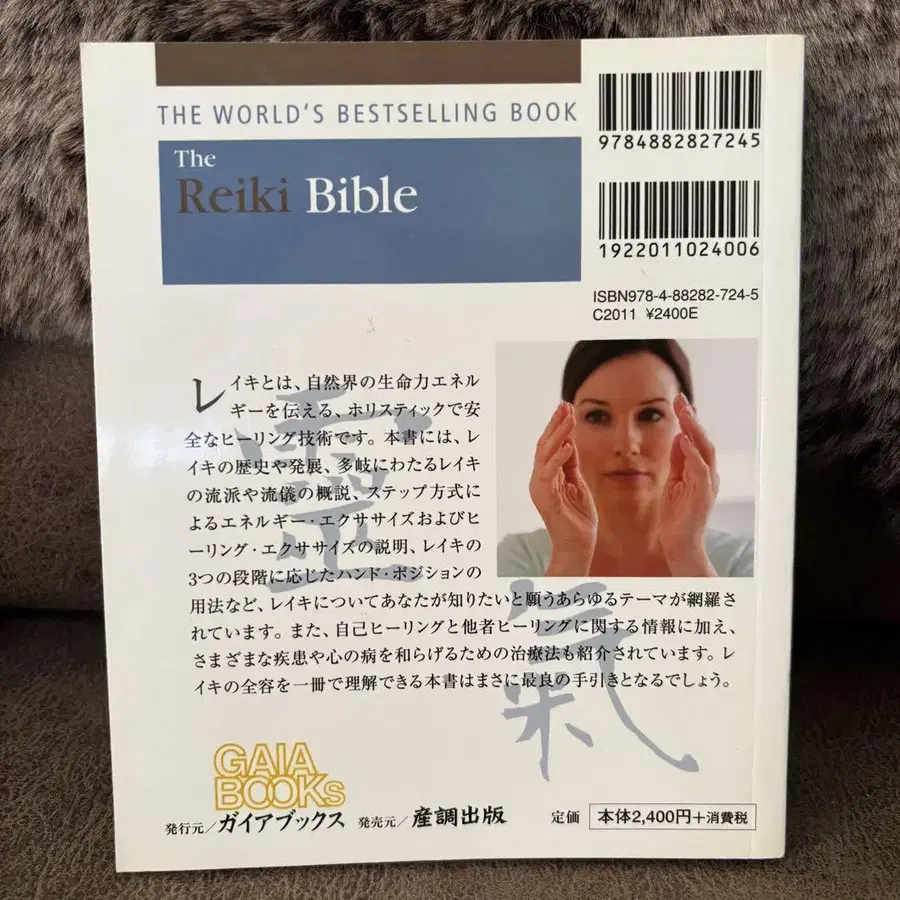 THE WORLD'S BESTSELLING BOOK
The
Reiki Bible
9784882827245
1922011024006
ISBN978-4-88282-724-5
C2011 ¥2400E
レイキとは、自然界の生命力エネル
ギーを伝える、ホリスティックで安
全なヒーリング技術です。本書には、レ
イキの歴史や発展、多岐にわたるレイキ
の流派や流儀の概説、ステップ方式に
よるエネルギー・エクササイズおよびヒ
ーリング・エクササイズの説明、レイキの
3つの段階に応じたハンド・ポジションの
用法など、レイキについてあなたが知りたいと願うあらゆるテーマが網羅さ
れています。また、自己ヒーリングと他者ヒーリングに関する情報に加え、
さまざまな疾患や心の病を和らげるための治療法も紹介されています。レ
イキの全容を一冊で理解できる本書はまさに最良の手引きとなるでしょう。
靈
氣
GAIA
BOOKs
発行元/ガイアブックス 発売元/産調出版 定価 本体2,400円+消費税